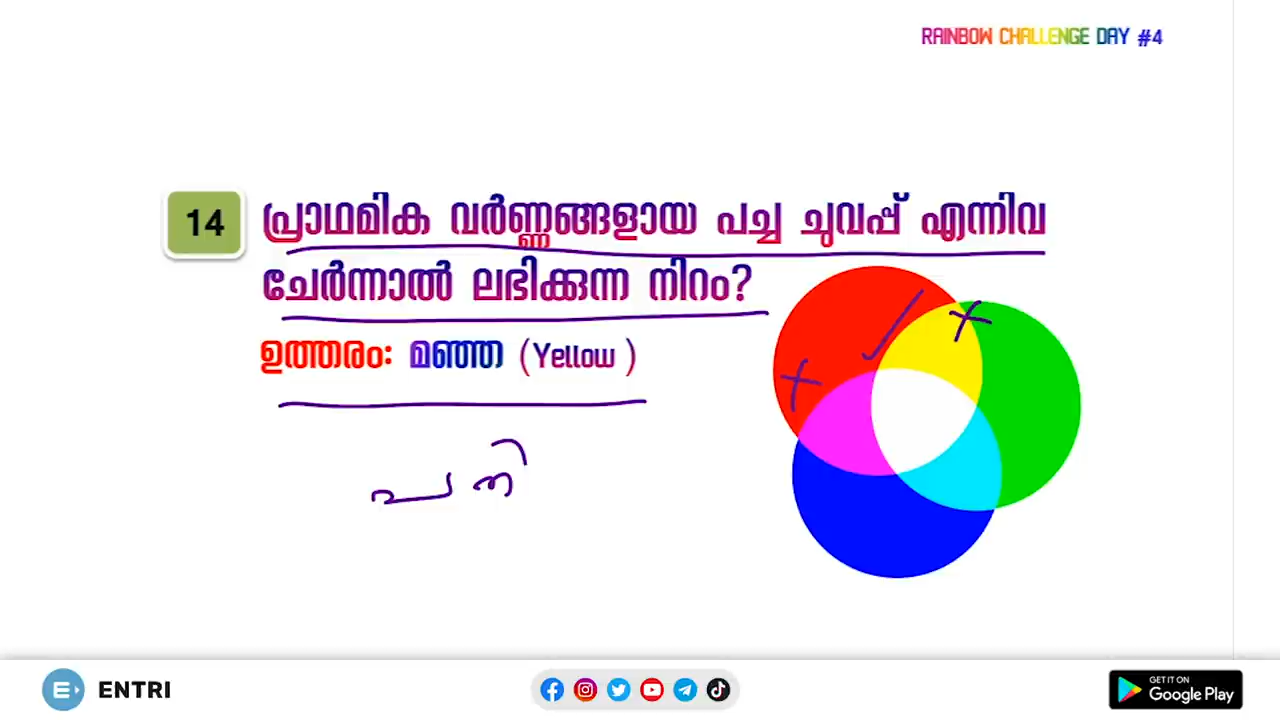 RAINBOW CHALLENGE DAY #4
14 പ്രാഥമിക വർണ്ണങ്ങളായ പച്ച ചുവപ്പ് എന്നിവ
ചേർന്നാൽ ലഭിക്കുന്ന നിറം?
ഉത്തരം: മഞ്ഞ (Yellow )
E ENTRI
GET IT ON
Google Play